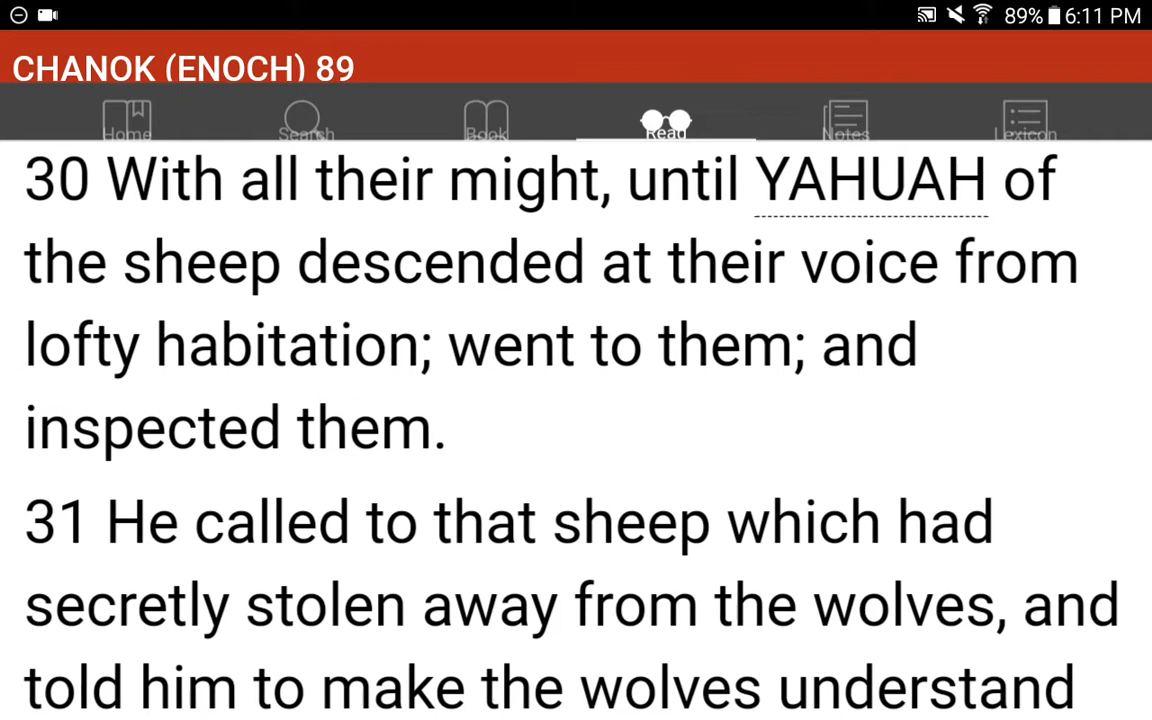 89% 6:11 PM
CHANOK (ENOCH) 89
Home Search Book Read Notes Lexicon
30 With all their might, until YAHUAH of
the sheep descended at their voice from
lofty habitation; went to them; and
inspected them.
31 He called to that sheep which had
secretly stolen away from the wolves, and
told him to make the wolves understand